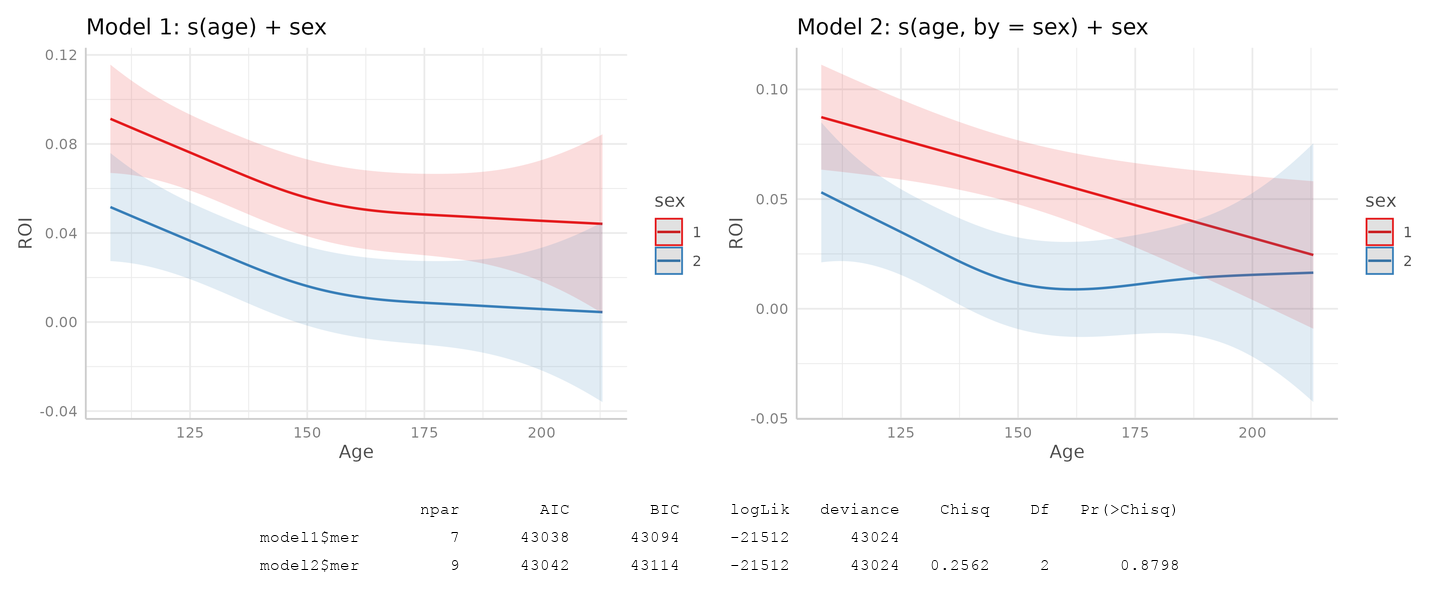 Model 1: s(age) + sex
0.12
0.08
0.04
0.00
-0.04
ROI
125 150 175 200
Age
sex
1
2
Model 2: s(age, by = sex) + sex
0.10
0.05
0.00
-0.05
ROI
125 150 175 200
Age
sex
1
2
npar AIC BIC logLik deviance Chisq Df Pr(>Chisq)
model1$mer 7 43038 43094 -21512 43024
model2$mer 9 43042 43114 -21512 43024 0.2562 2 0.8798